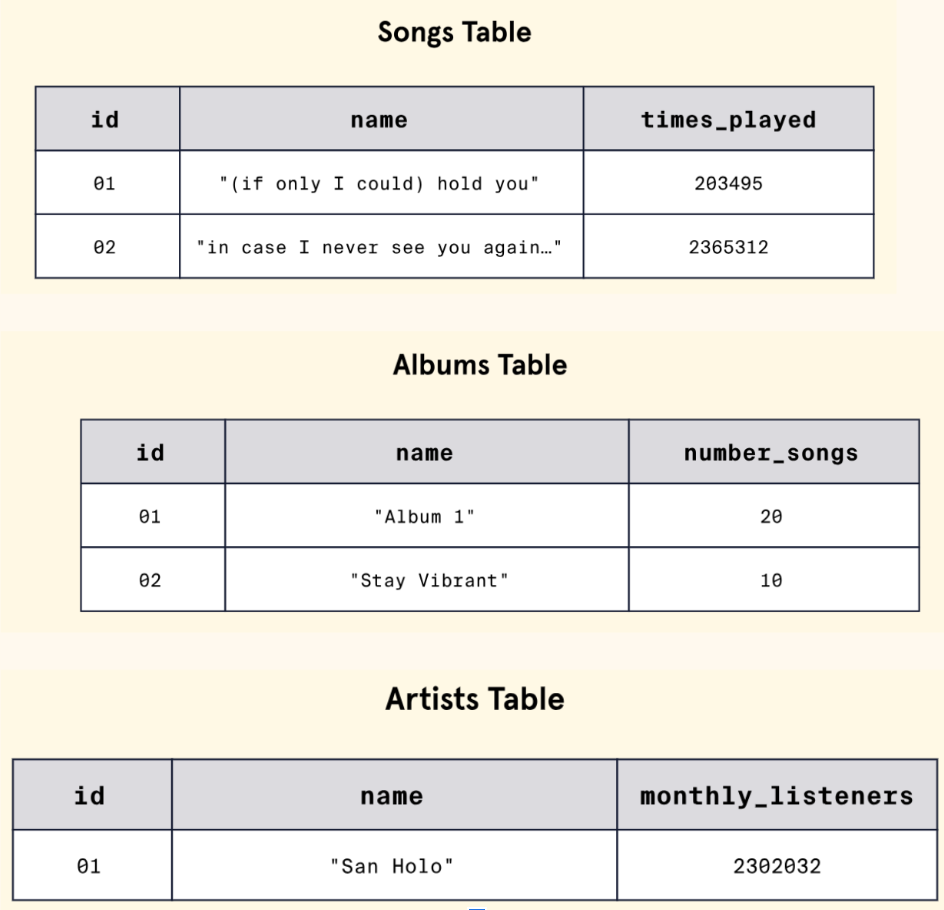 Songs Table
id name times_played
01 "(if only I could) hold you" 203495
02 "in case I never see you again…" 2365312
Albums Table
id name number_songs
01 "Album 1" 20
02 "Stay Vibrant" 10
Artists Table
id name monthly_listeners
01 "San Holo" 2302032